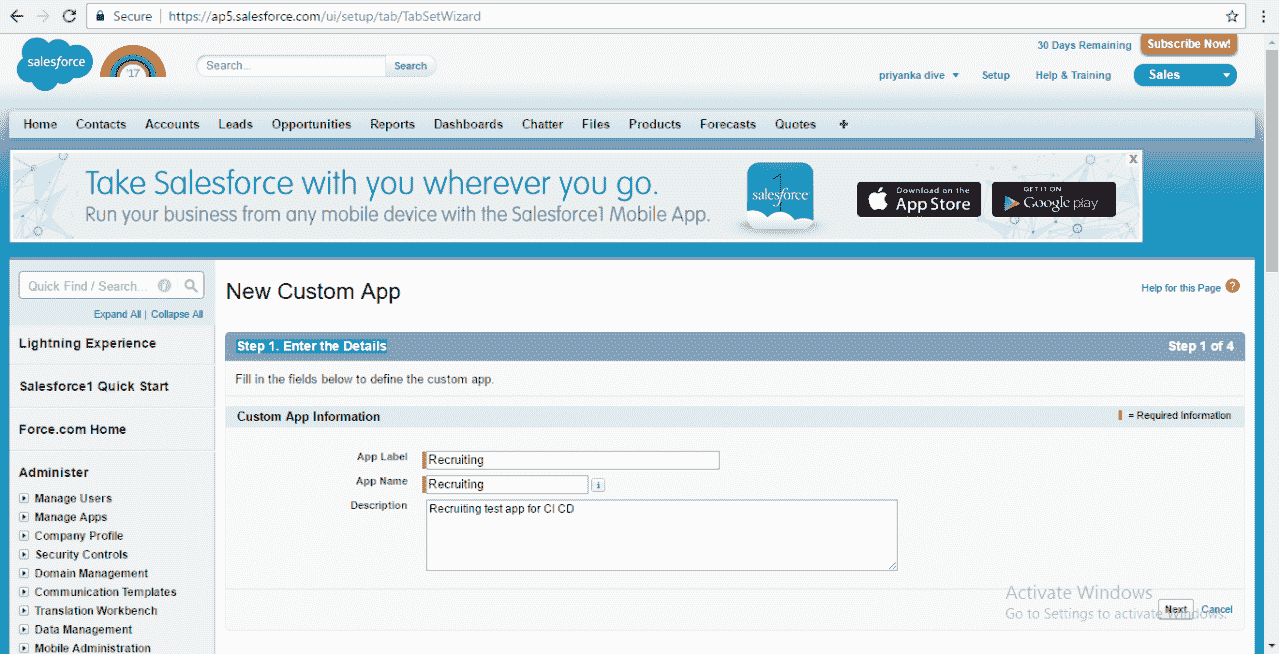 Secure https://ap5.salesforce.com/ui/setup/tab/TabSetWizard
30 Days Remaining Subscribe Now!
salesforce '17 Search... Search
priyanka dive Setup Help & Training Sales
Home Contacts Accounts Leads Opportunities Reports Dashboards Chatter Files Products Forecasts Quotes
Take Salesforce with you wherever you go.
Run your business from any mobile device with the Salesforce1 Mobile App.
1
salesforce
Download on the
App Store
GET IT ON
Google play
X
Quick Find / Search...
Expand All | Collapse All
Lightning Experience
Salesforce1 Quick Start
Force.com Home
Administer
Manage Users
Manage Apps
Company Profile
Security Controls
Domain Management
Communication Templates
Translation Workbench
Data Management
Mobile Administration
New Custom App
Help for this Page ?
Step 1. Enter the Details Step 1 of 4
Fill in the fields below to define the custom app.
Custom App Information = Required Information
App Label Recruiting
App Name Recruiting i
Description Recruiting test app for CI CD
Next Cancel
Activate Windows
Go to Settings to activate Windows.